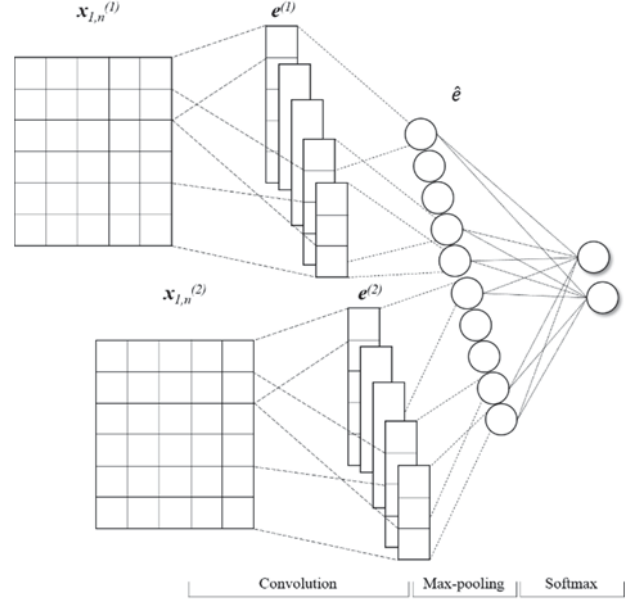 x1,n(1)
e(1)
ê
x1,n(2)
e(2)
Convolution
Max-pooling
Softmax